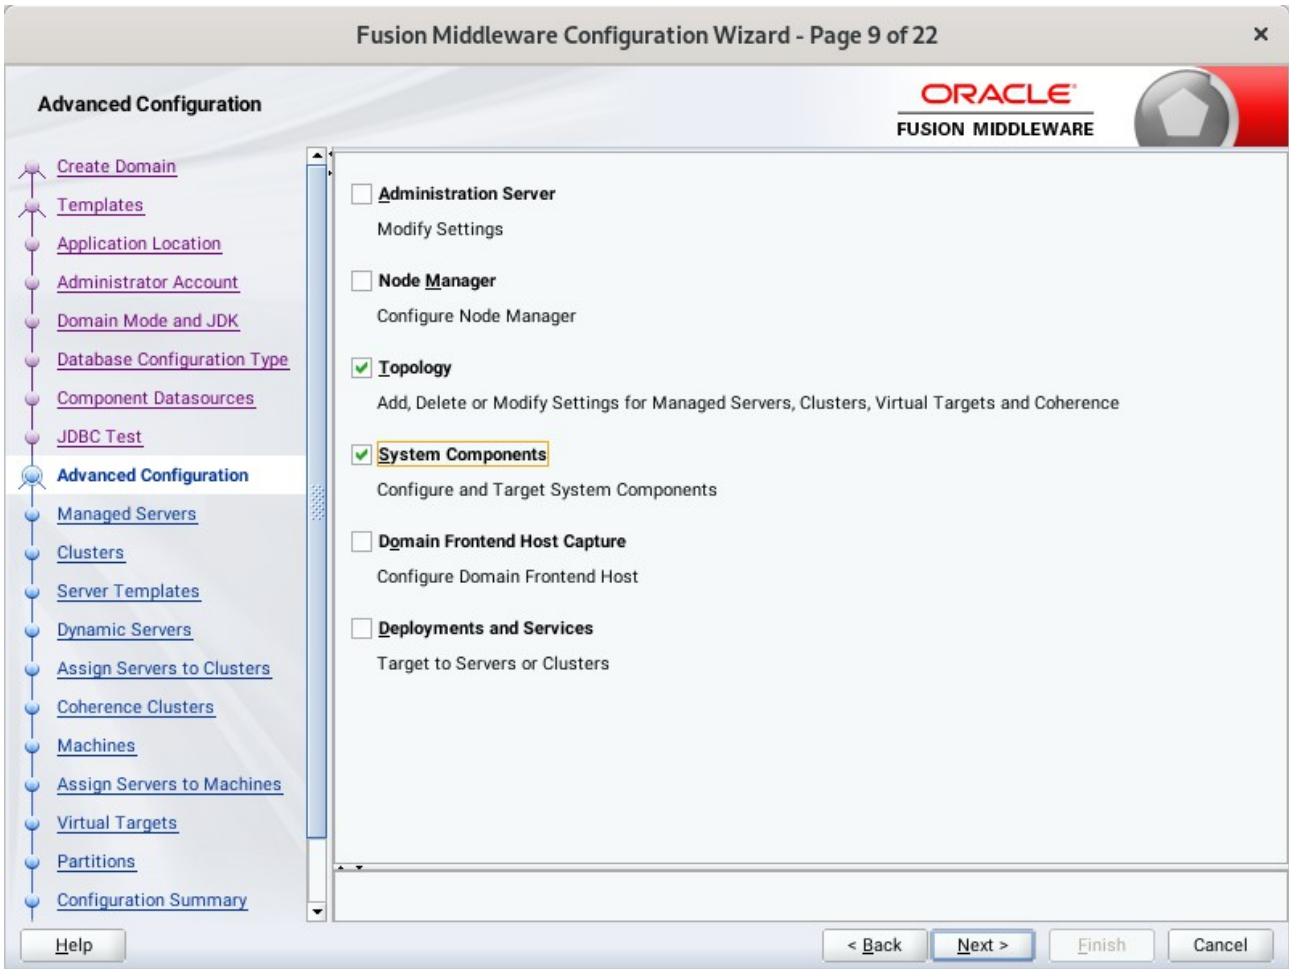 Fusion Middleware Configuration Wizard - Page 9 of 22
Advanced Configuration
ORACLE
FUSION MIDDLEWARE
Create Domain
Templates
Application Location
Administrator Account
Domain Mode and JDK
Database Configuration Type
Component Datasources
JDBC Test
Advanced Configuration
Managed Servers
Clusters
Server Templates
Dynamic Servers
Assign Servers to Clusters
Coherence Clusters
Machines
Assign Servers to Machines
Virtual Targets
Partitions
Configuration Summary
Administration Server
Modify Settings
Node Manager
Configure Node Manager
Topology
Add, Delete or Modify Settings for Managed Servers, Clusters, Virtual Targets and Coherence
System Components
Configure and Target System Components
Domain Frontend Host Capture
Configure Domain Frontend Host
Deployments and Services
Target to Servers or Clusters
Help
< Back
Next >
Finish
Cancel